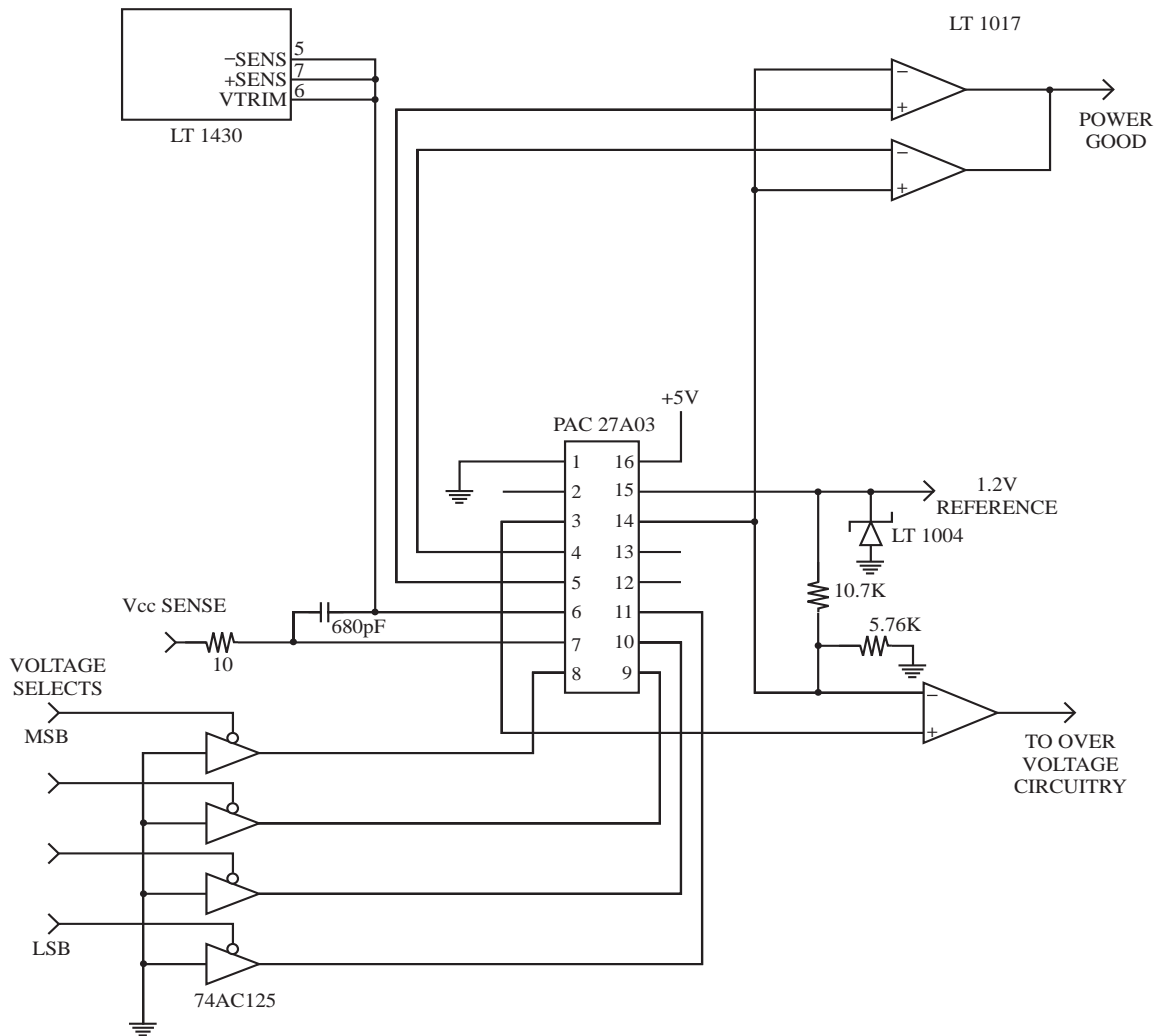 LT 1017
−SENS 5
+SENS 7
VTRIM 6
LT 1430
−
+
POWER
GOOD
−
+
+5V
PAC 27A03
1 16
2 15
3 14
4 13
5 12
6 11
7 10
8 9
1.2V
REFERENCE
LT 1004
10.7K
5.76K
Vcc SENSE
680pF
10
VOLTAGE
SELECTS
MSB
−
+
TO OVER
VOLTAGE
CIRCUITRY
LSB
74AC125